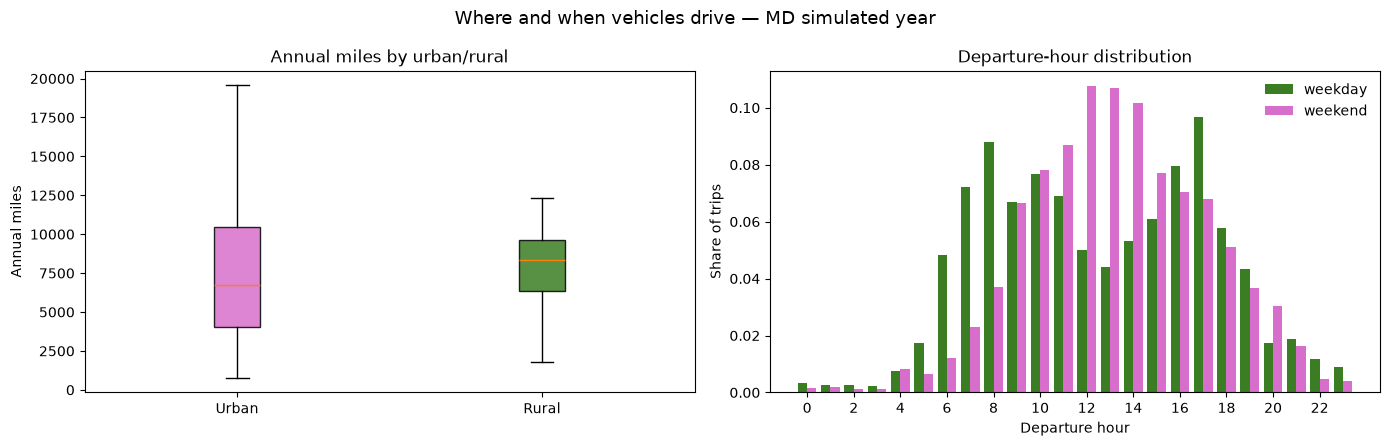 Where and when vehicles drive — MD simulated year
Annual miles by urban/rural
Annual miles
20000
17500
15000
12500
10000
7500
5000
2500
0
Urban
Rural
Departure-hour distribution
Share of trips
0.10
0.08
0.06
0.04
0.02
0.00
weekday
weekend
0 2 4 6 8 10 12 14 16 18 20 22
Departure hour